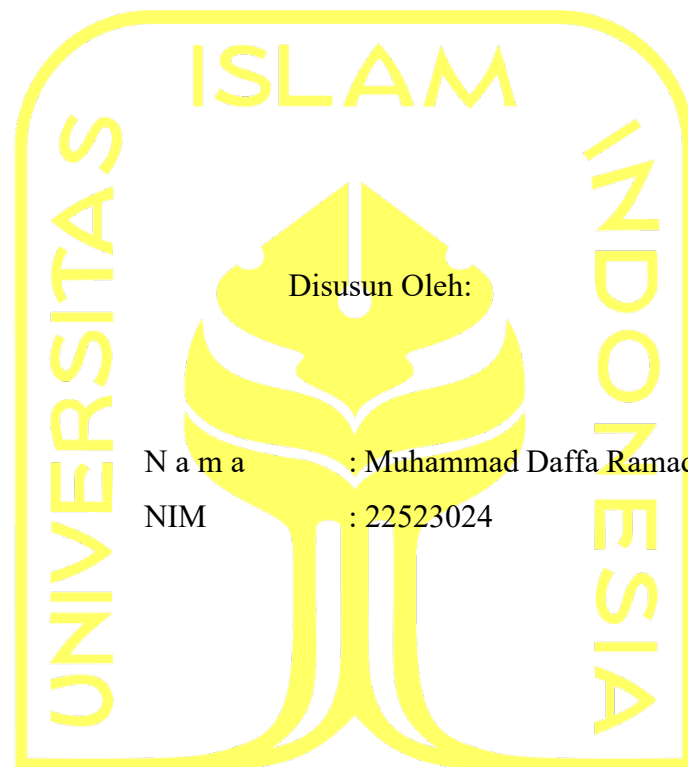 ISLAM
UNIVERSITAS
INDONESIA
Disusun Oleh:
N a m a : Muhammad Daffa
NIM : 22523024